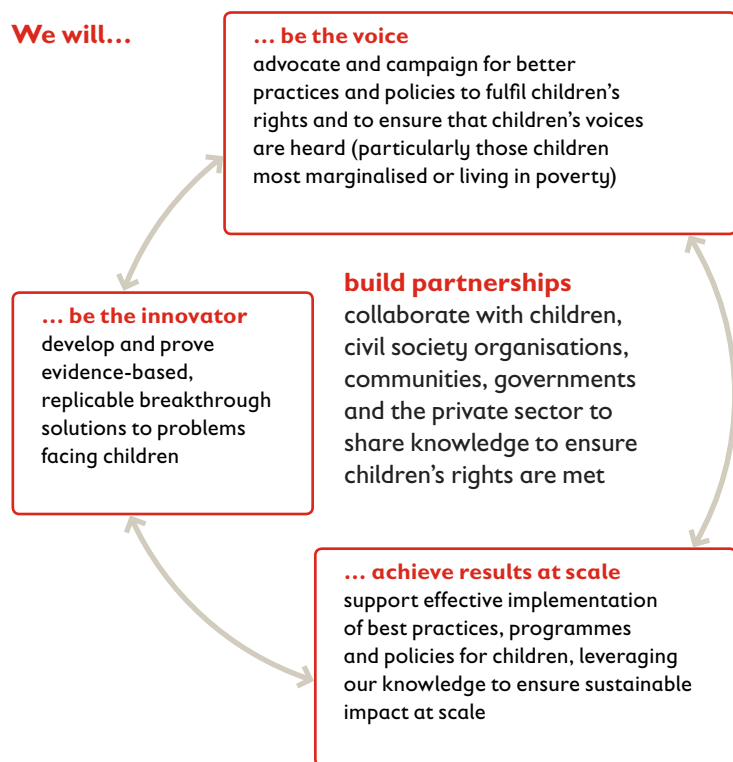 We will…
… be the voice
advocate and campaign for better
practices and policies to fulfil children’s
rights and to ensure that children’s voices
are heard (particularly those children
most marginalised or living in poverty)
build partnerships
collaborate with children,
civil society organisations,
communities, governments
and the private sector to
share knowledge to ensure
children’s rights are met
… be the innovator
develop and prove
evidence-based,
replicable breakthrough
solutions to problems
facing children
… achieve results at scale
support effective implementation
of best practices, programmes
and policies for children, leveraging
our knowledge to ensure sustainable
impact at scale